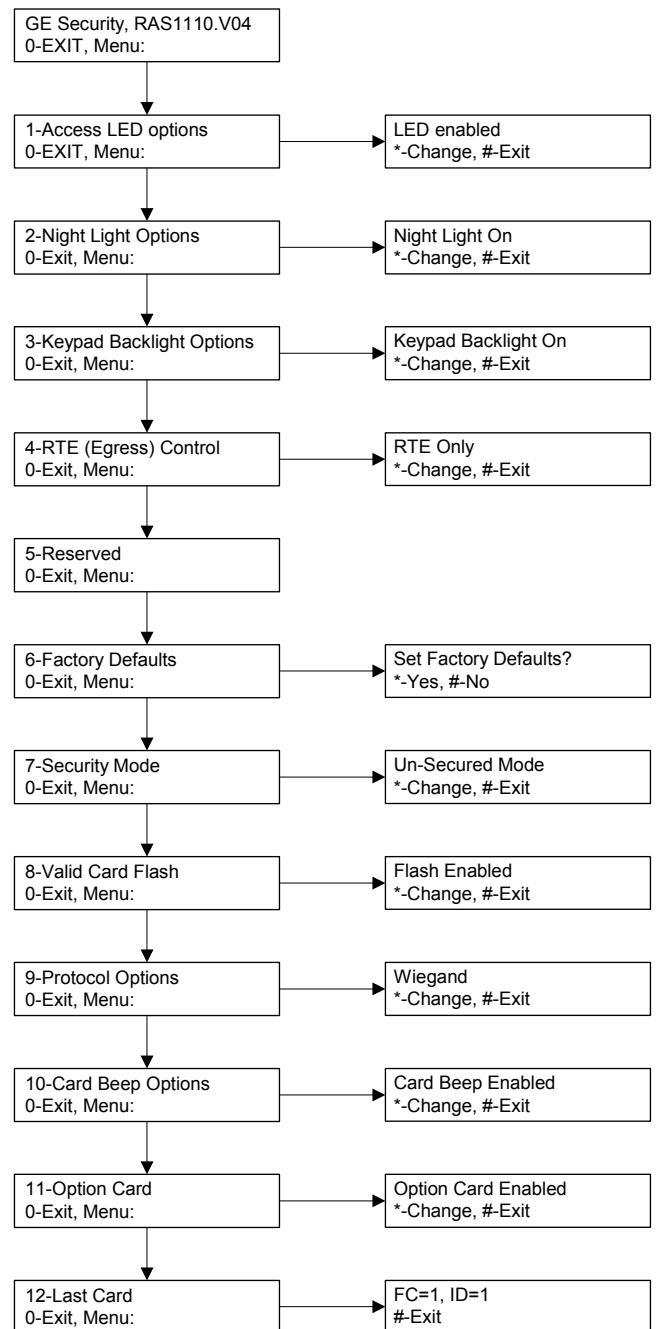 GE Security, RAS1110.V04
0-EXIT, Menu:
1-Access LED options
0-EXIT, Menu:
LED enabled
*-Change, #-Exit
2-Night Light Options
0-Exit, Menu:
Night Light On
*-Change, #-Exit
3-Keypad Backlight Options
0-Exit, Menu:
Keypad Backlight On
*-Change, #-Exit
4-RTE (Egress) Control
0-Exit, Menu:
RTE Only
*-Change, #-Exit
5-Reserved
0-Exit, Menu:
6-Factory Defaults
0-Exit, Menu:
Set Factory Defaults?
*-Yes, #-No
7-Security Mode
0-Exit, Menu:
Un-Secured Mode
*-Change, #-Exit
8-Valid Card Flash
0-Exit, Menu:
Flash Enabled
*-Change, #-Exit
9-Protocol Options
0-Exit, Menu:
Wiegand
*-Change, #-Exit
10-Card Beep Options
0-Exit, Menu:
Card Beep Enabled
*-Change, #-Exit
11-Option Card
0-Exit, Menu:
Option Card Enabled
*-Change, #-Exit
12-Last Card
0-Exit, Menu:
FC=1, ID=1
#-Exit